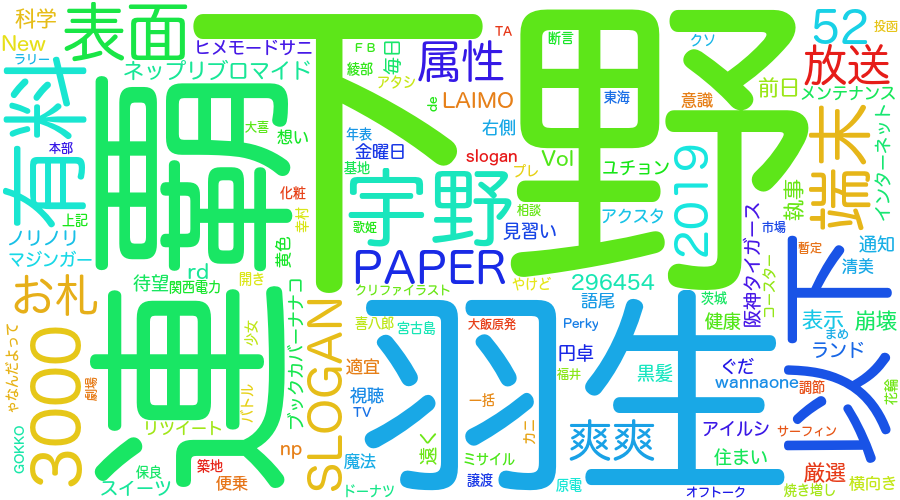 科学
New
ラリー
表面
ヒメモードサニ
ネップリブロマイド
ＦＢ
綾部
毎日
アタシ
属性
TA
断言
クソ
下野
52
投函
放送
前日
メンテナンス
有料
本部
上記
覇
大喜
想い
年表
金曜日
基地
de
LAIMO
右側
slogan
プレ
Vol
東海
意識
ユチョン
2019
執事
端末
インターネット
化粧
幸村
宇野
歌姫
相談
見習い
アクスタ
阪神タイガース
市場
ノリノリ
マジンガー
rd
黄色
PAPER
やけど
296454
語尾
コースター
茨城
健康
暫定
以下
通知
清美
お札
待望
関西電力
開き
ブックカバーナナコ
クリファイラスト
喜八郎
宮古島
大飯原発
Perky
円卓
福井
表示
崩壊
まめ
ランド
ゃなんだよって
3000
劇場
連
少女
バトル
SLOGAN
適宜
視聴
TV
羽生
一括
黒髪
ぐだ
wannaone
調節
花輪
GOKKO
リツイート
築地
np
魔法
遠く
ミサイル
カニ
爽爽
アイルシ
住まい
サーフィン
厳選
横向き
スイーツ
保良
便乗
ドーナツ
譲渡
原電
オフトーク
焼き増し